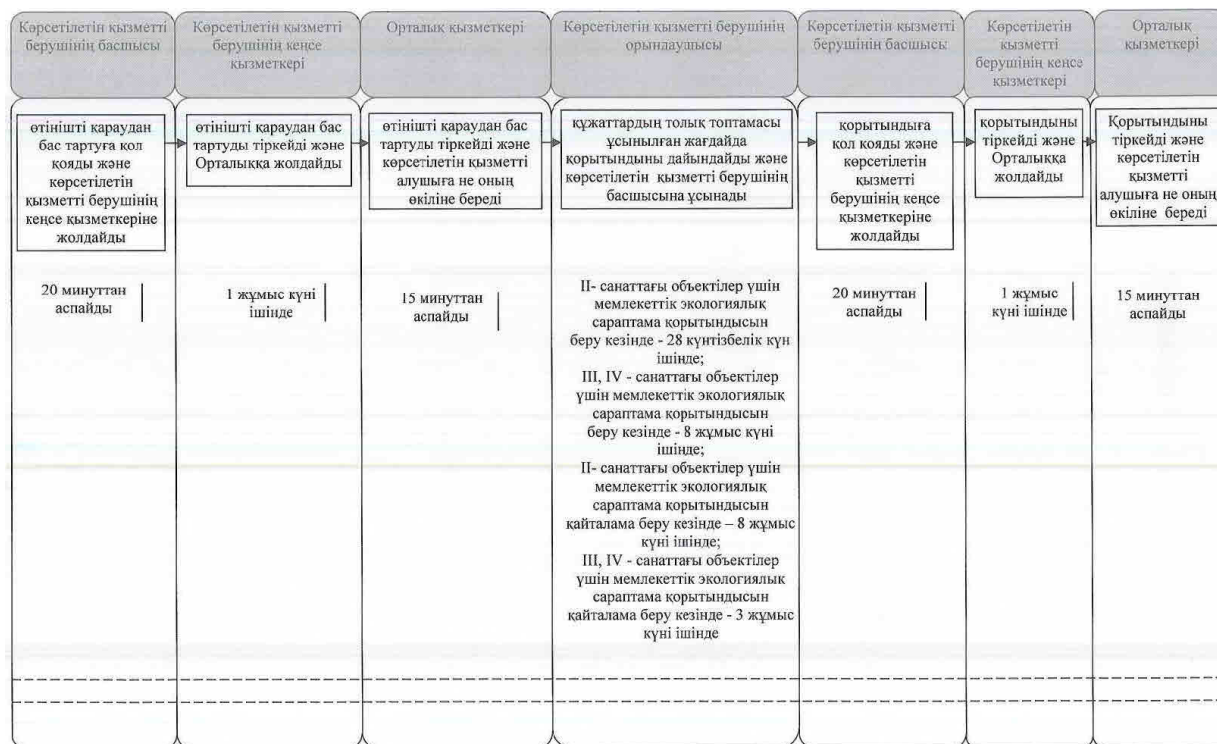 Көрсетілетін қызметті
берушінің басшысы
Көрсетілетін қызметті
берушінің кеңсе
қызметкері
Орталық қызметкері
Көрсетілетін қызметті берушінің
орындаушысы
Көрсетілетін қызметті
берушінің басшысы
Көрсетілетін
қызметті
берушінің кеңсе
қызметкері
Орталық
қызметкері
өтінішті қараудан
бас тартуға қол
қояды және
көрсетілетін
қызметті берушінің
кеңсе қызметкеріне
жолдайды
өтінішті қараудан бас
тартуды тіркейді және
Орталыққа жолдайды
өтінішті қараудан бас
тартуды тіркейді және
көрсетілетін қызметті
алушыға не оның
өкіліне береді
құжаттардың толық топтамасы
ұсынылған жағдайда
қорытындыны дайындайды және
көрсетілетін қызметті берушінің
басшысына ұсынады
қорытындыға
қол қояды және
көрсетілетін
қызметті
берушінің кеңсе
қызметкеріне
жолдайды
қорытындыны
тіркейді және
Орталыққа
жолдайды
Қорытындыны
тіркейді және
көрсетілетін
қызметті
алушыға не оның
өкіліне береді
20 минуттан
аспайды
1 жұмыс күні
ішінде
15 минуттан
аспайды
II- санаттағы объектілер үшін
мемлекеттік экологиялық
сараптама қорытындысын
беру кезінде - 28 күнтізбелік күн
ішінде;
III, IV - санаттағы объектілер
үшін мемлекеттік экологиялық
сараптама қорытындысын
беру кезінде - 8 жұмыс күні
ішінде;
II- санаттағы объектілер үшін
мемлекеттік экологиялық
сараптама қорытындысын
қайталама беру кезінде – 8 жұмыс
күні ішінде;
III, IV - санаттағы объектілер
үшін мемлекеттік экологиялық
сараптама қорытындысын
қайталама беру кезінде - 3 жұмыс
күні ішінде
20 минуттан
аспайды
1 жұмыс
күні ішінде
15 минуттан
аспайды